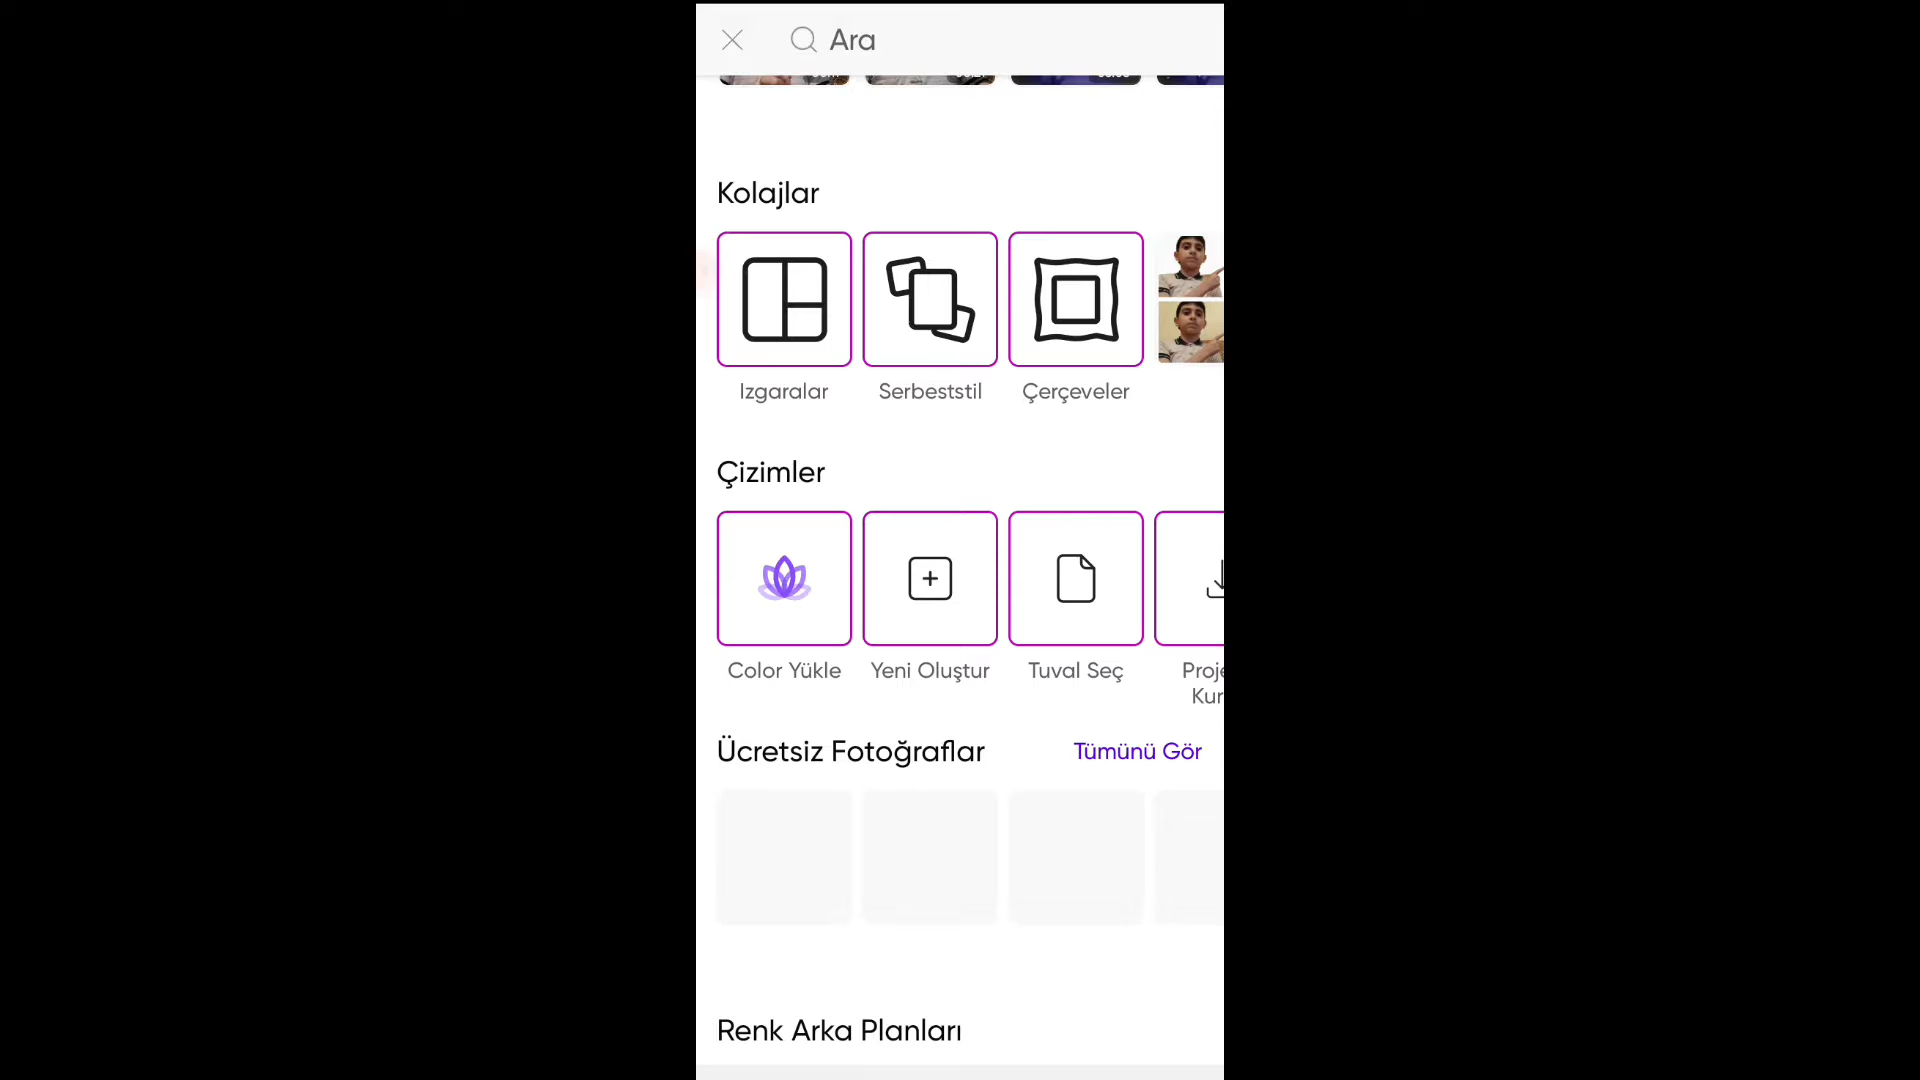 Ara
Kolajlar
Izgaralar
Serbeststil
Çerçeveler
Çizimler
Color Yükle
Yeni Oluştur
Tuval Seç
Ücretsiz Fotoğraflar
Tümünü Gör
Renk Arka Planları